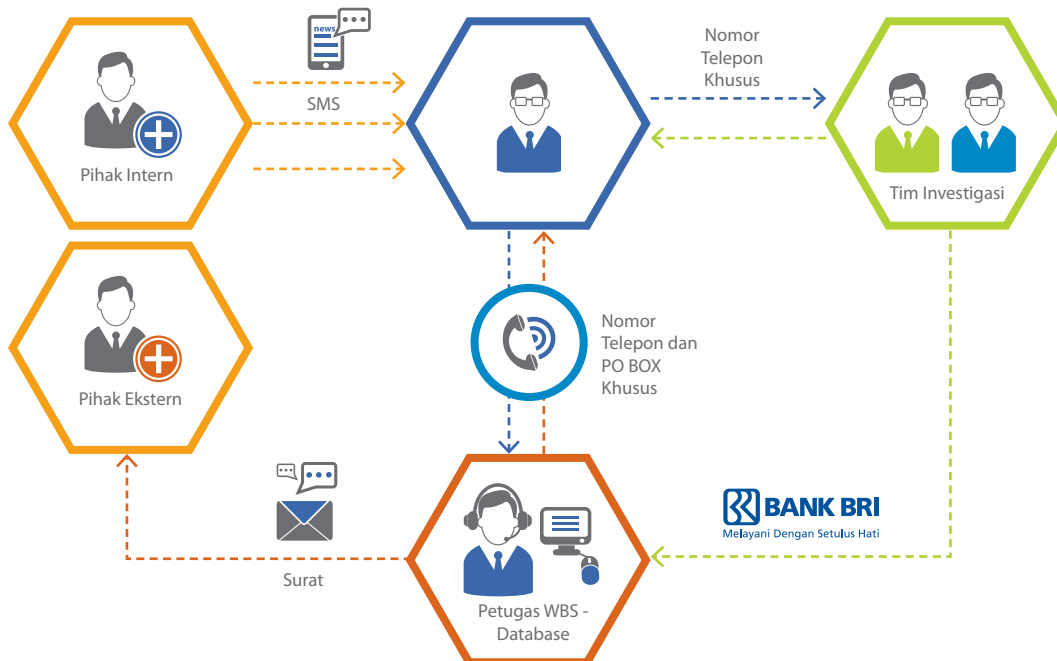 news
SMS
Pihak Intern
Nomor
Telepon
Khusus
Tim Investigasi
Pihak Ekstern
Nomor
Telepon dan
PO BOX
Khusus
Surat
Petugas WBS -
Database
BANK BRI
Melayani Dengan Setulus Hati